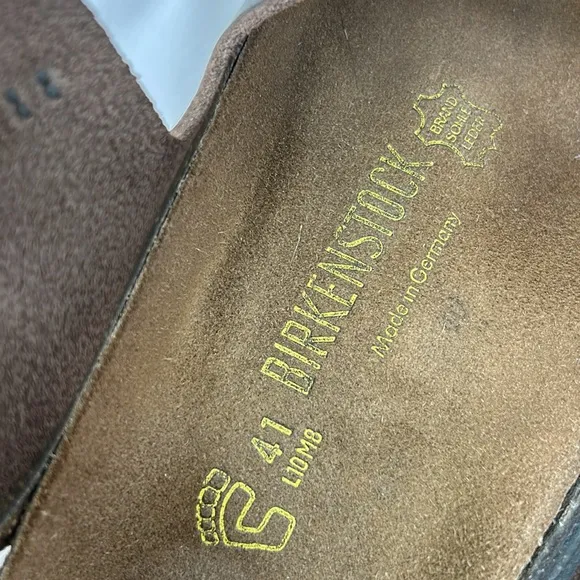 BRAND
SOHLE
LEDER
BIRKENSTOCK
Made in Germany
41
L10M8